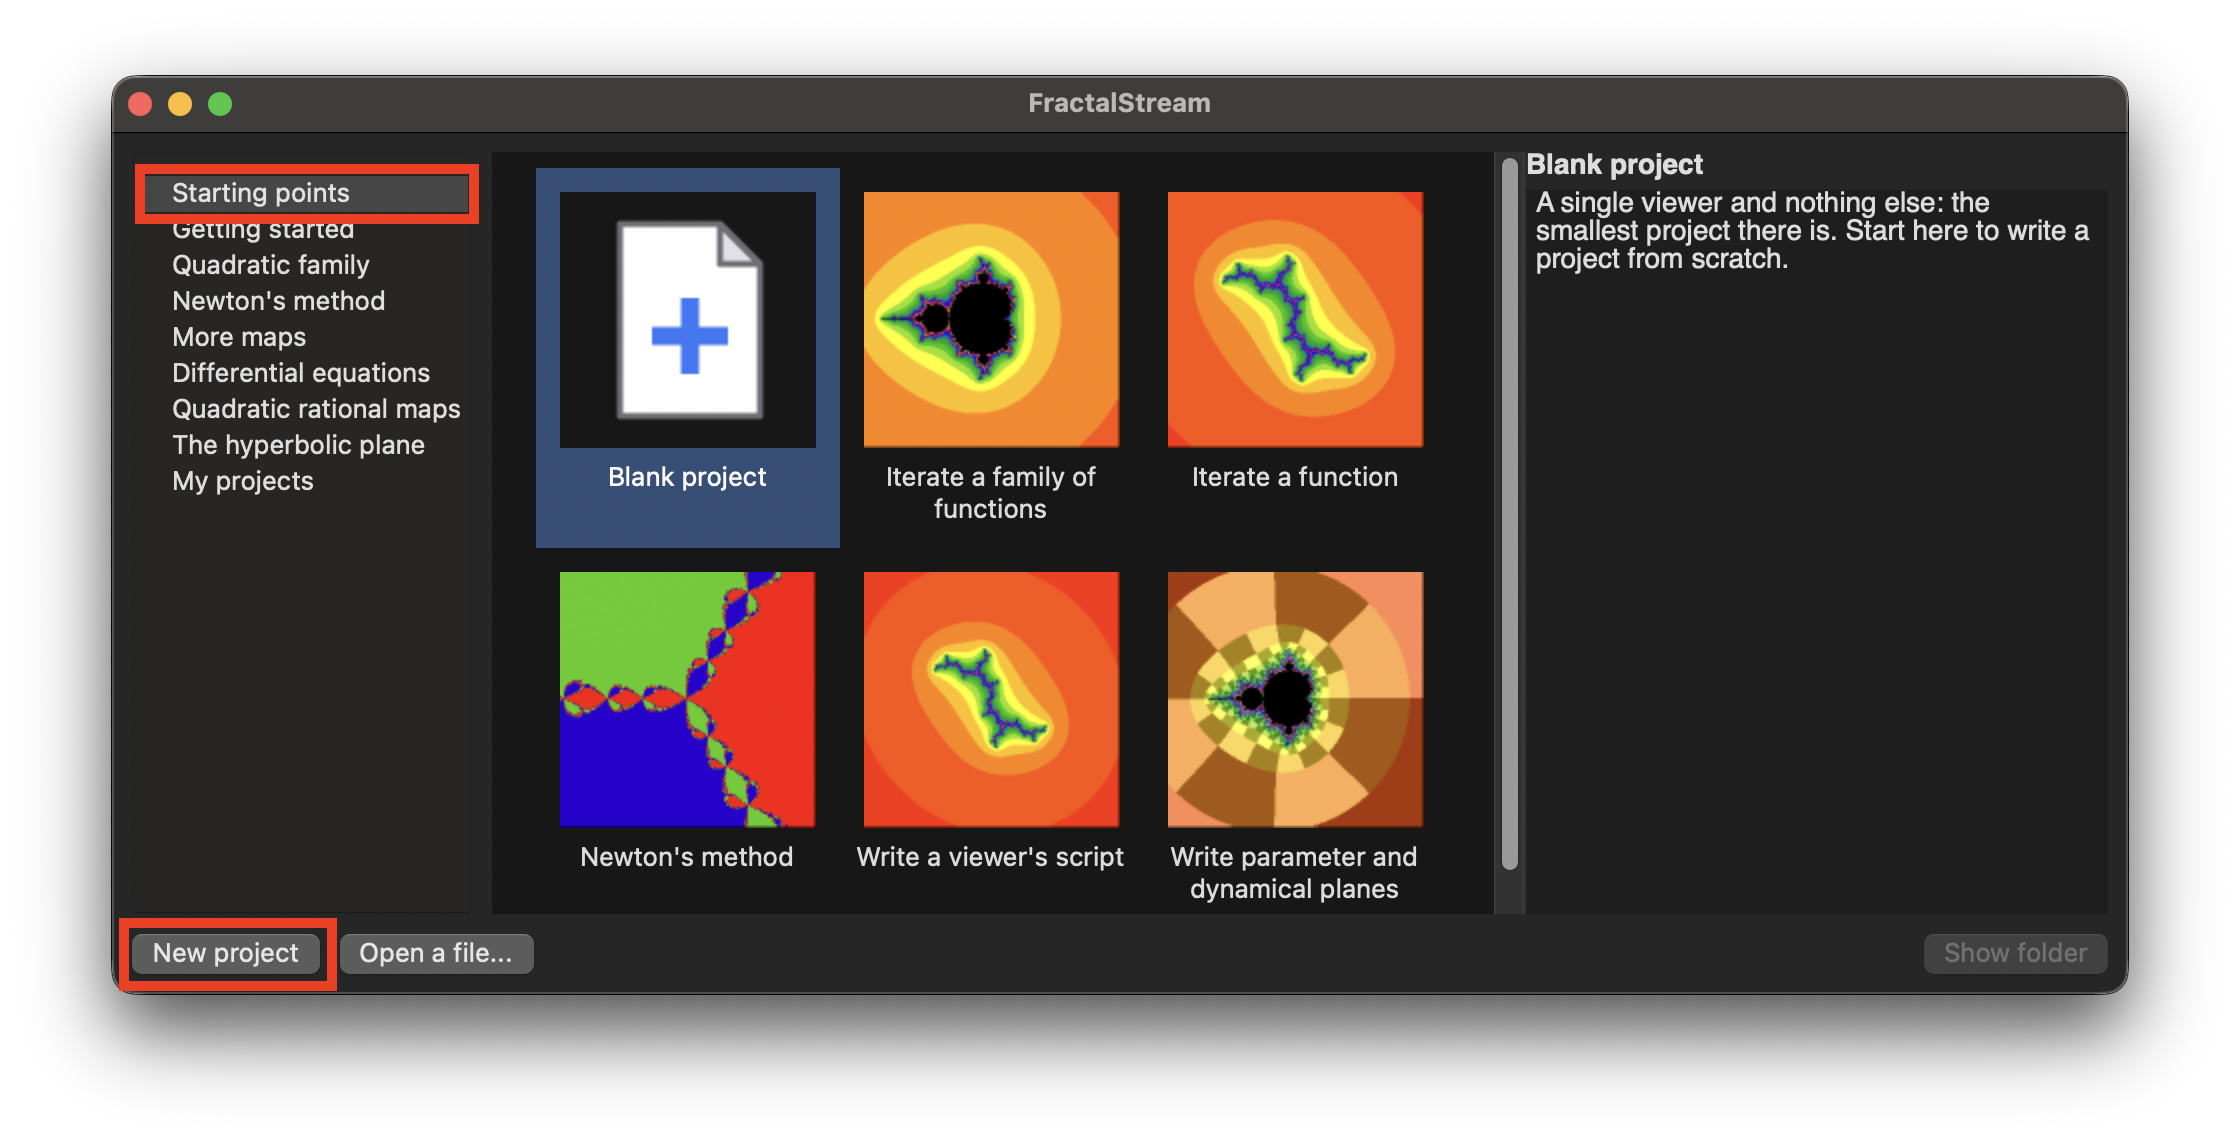 FractalStream
Starting points
Getting started
Quadratic family
Newton's method
More maps
Differential equations
Quadratic rational maps
The hyperbolic plane
My projects
Blank project
Iterate a family of
functions
Iterate a function
Newton's method
Write a viewer's script
Write parameter and
dynamical planes
Blank project
A single viewer and nothing else: the
smallest project there is. Start here to write a
project from scratch.
New project
Open a file...
Show folder